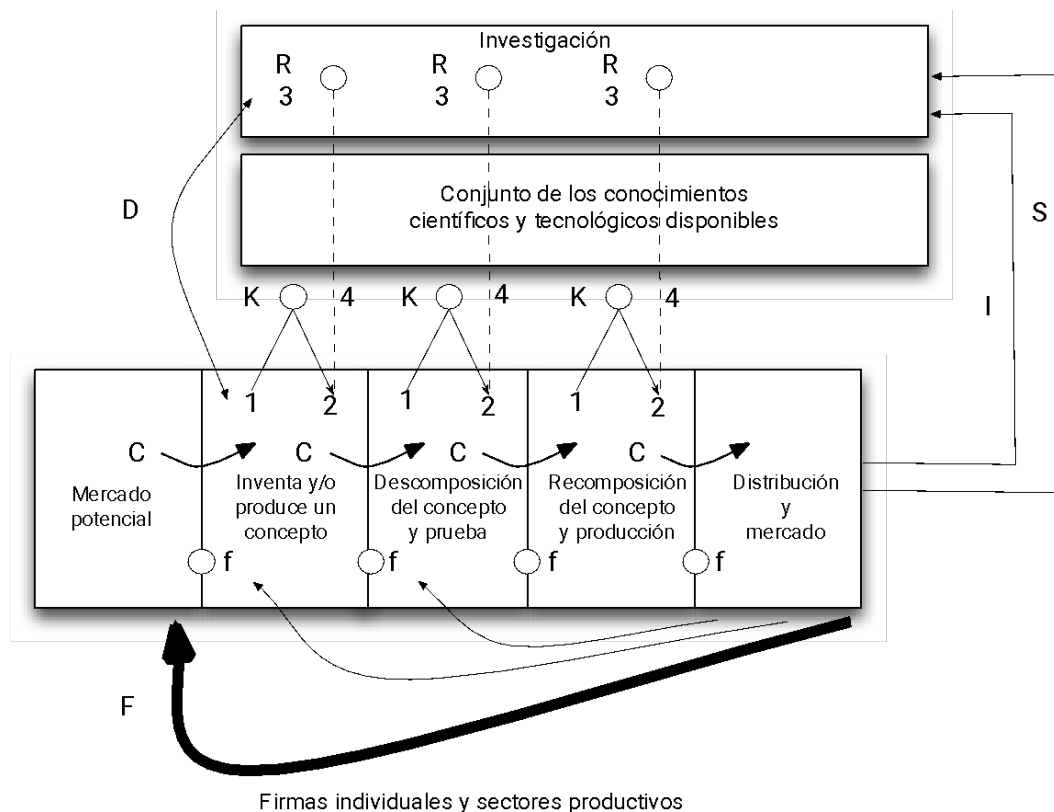 Investigación
R R R
3 3 3
D
Conjunto de los conocimientos
científicos y tecnológicos disponibles
S
K 4 K 4 K 4
I
1 2 1 2 1 2
C C C C
Mercado
potencial
Inventa y/o
produce un
concepto
Descomposición
del concepto
y prueba
Recomposición
del concepto
y producción
Distribución
y
mercado
f f f f
F
Firmas individuales y sectores productivos